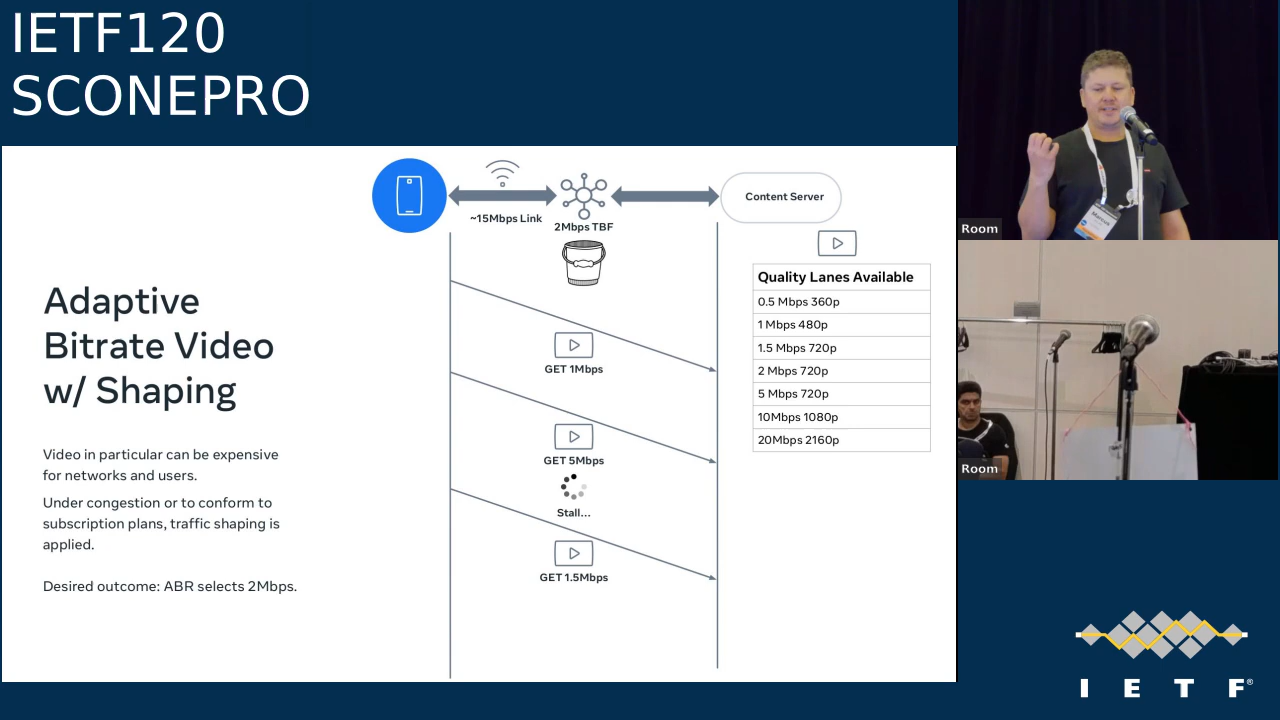 IETF120
SCONEPRO
Adaptive
Bitrate Video
w/ Shaping
Video in particular can be expensive
for networks and users.
Under congestion or to conform to
subscription plans, traffic shaping is
applied.
Desired outcome: ABR selects 2Mbps.
~15Mbps Link
2Mbps TBF
Content Server
GET 1Mbps
GET 5Mbps
Stall...
GET 1.5Mbps
Quality Lanes Available
0.5 Mbps 360p
1 Mbps 480p
1.5 Mbps 720p
2 Mbps 720p
5 Mbps 720p
10Mbps 1080p
20Mbps 2160p
Marcus
Room
Room
I E T F®